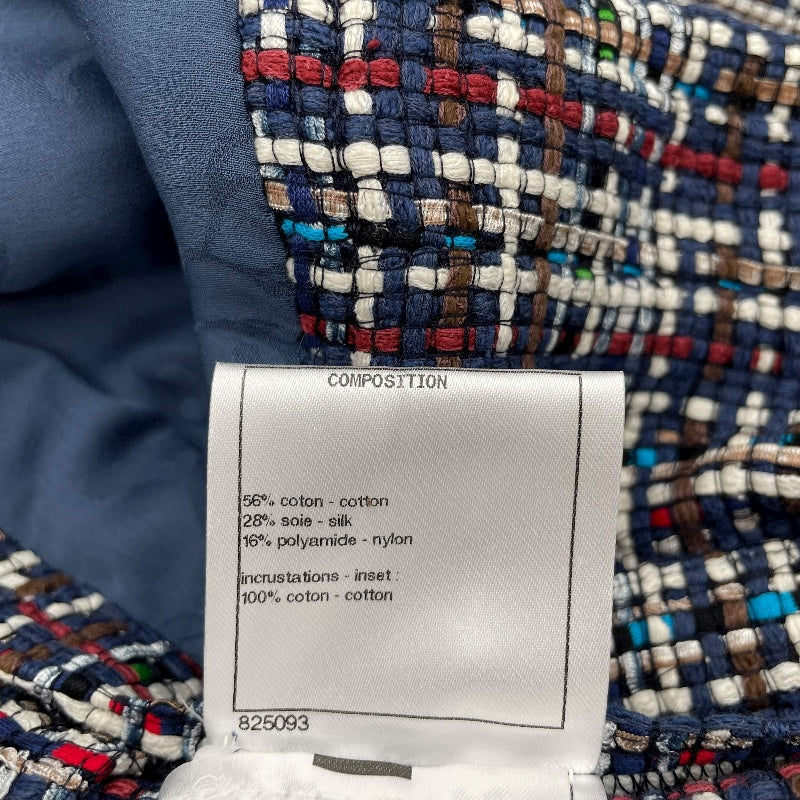 COMPOSITION
56% coton - cotton
28% soie - silk
16% polyamide - nylon
incrustations - inset :
100% coton - cotton
825093